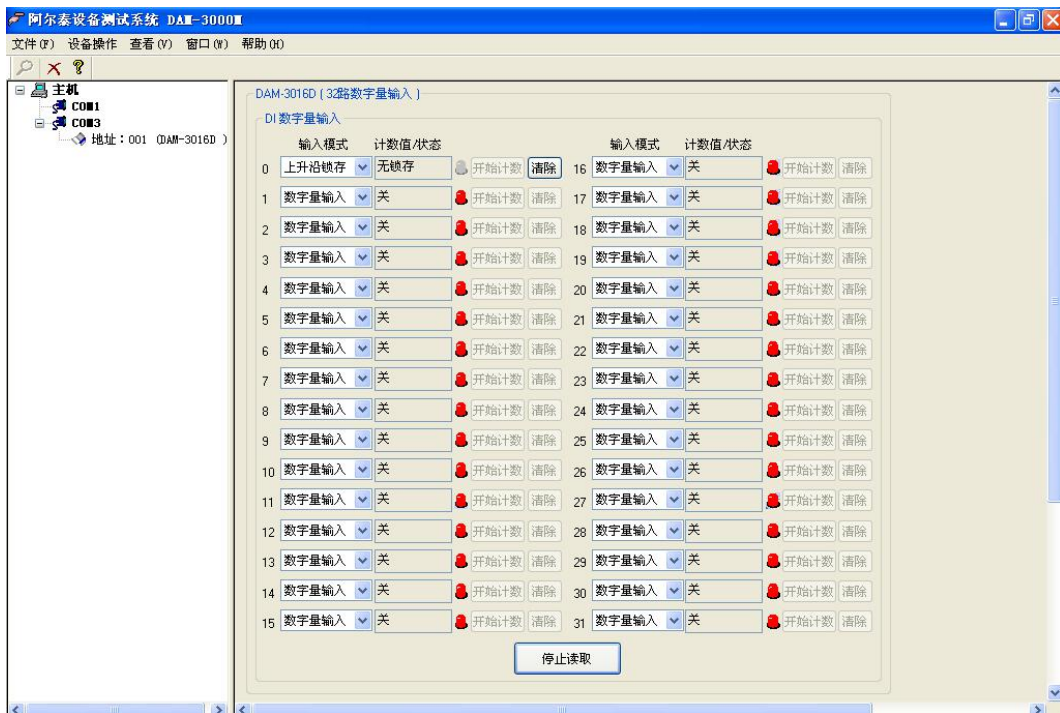 阿尔泰设备测试系统 DAM-3000M
文件(F) 设备操作 查看(V) 窗口(W) 帮助(H)
主机
COM1
COM3
地址：001 (DAM-3016D )
DAM-3016D ( 32路数字量输入 )
DI 数字量输入
输入模式 计数值/状态 输入模式 计数值/状态
0 上升沿锁存 无锁存 开始计数 清除 16 数字量输入 关 开始计数 清除
1 数字量输入 关 开始计数 清除 17 数字量输入 关 开始计数 清除
2 数字量输入 关 开始计数 清除 18 数字量输入 关 开始计数 清除
3 数字量输入 关 开始计数 清除 19 数字量输入 关 开始计数 清除
4 数字量输入 关 开始计数 清除 20 数字量输入 关 开始计数 清除
5 数字量输入 关 开始计数 清除 21 数字量输入 关 开始计数 清除
6 数字量输入 关 开始计数 清除 22 数字量输入 关 开始计数 清除
7 数字量输入 关 开始计数 清除 23 数字量输入 关 开始计数 清除
8 数字量输入 关 开始计数 清除 24 数字量输入 关 开始计数 清除
9 数字量输入 关 开始计数 清除 25 数字量输入 关 开始计数 清除
10 数字量输入 关 开始计数 清除 26 数字量输入 关 开始计数 清除
11 数字量输入 关 开始计数 清除 27 数字量输入 关 开始计数 清除
12 数字量输入 关 开始计数 清除 28 数字量输入 关 开始计数 清除
13 数字量输入 关 开始计数 清除 29 数字量输入 关 开始计数 清除
14 数字量输入 关 开始计数 清除 30 数字量输入 关 开始计数 清除
15 数字量输入 关 开始计数 清除 31 数字量输入 关 开始计数 清除
停止读取